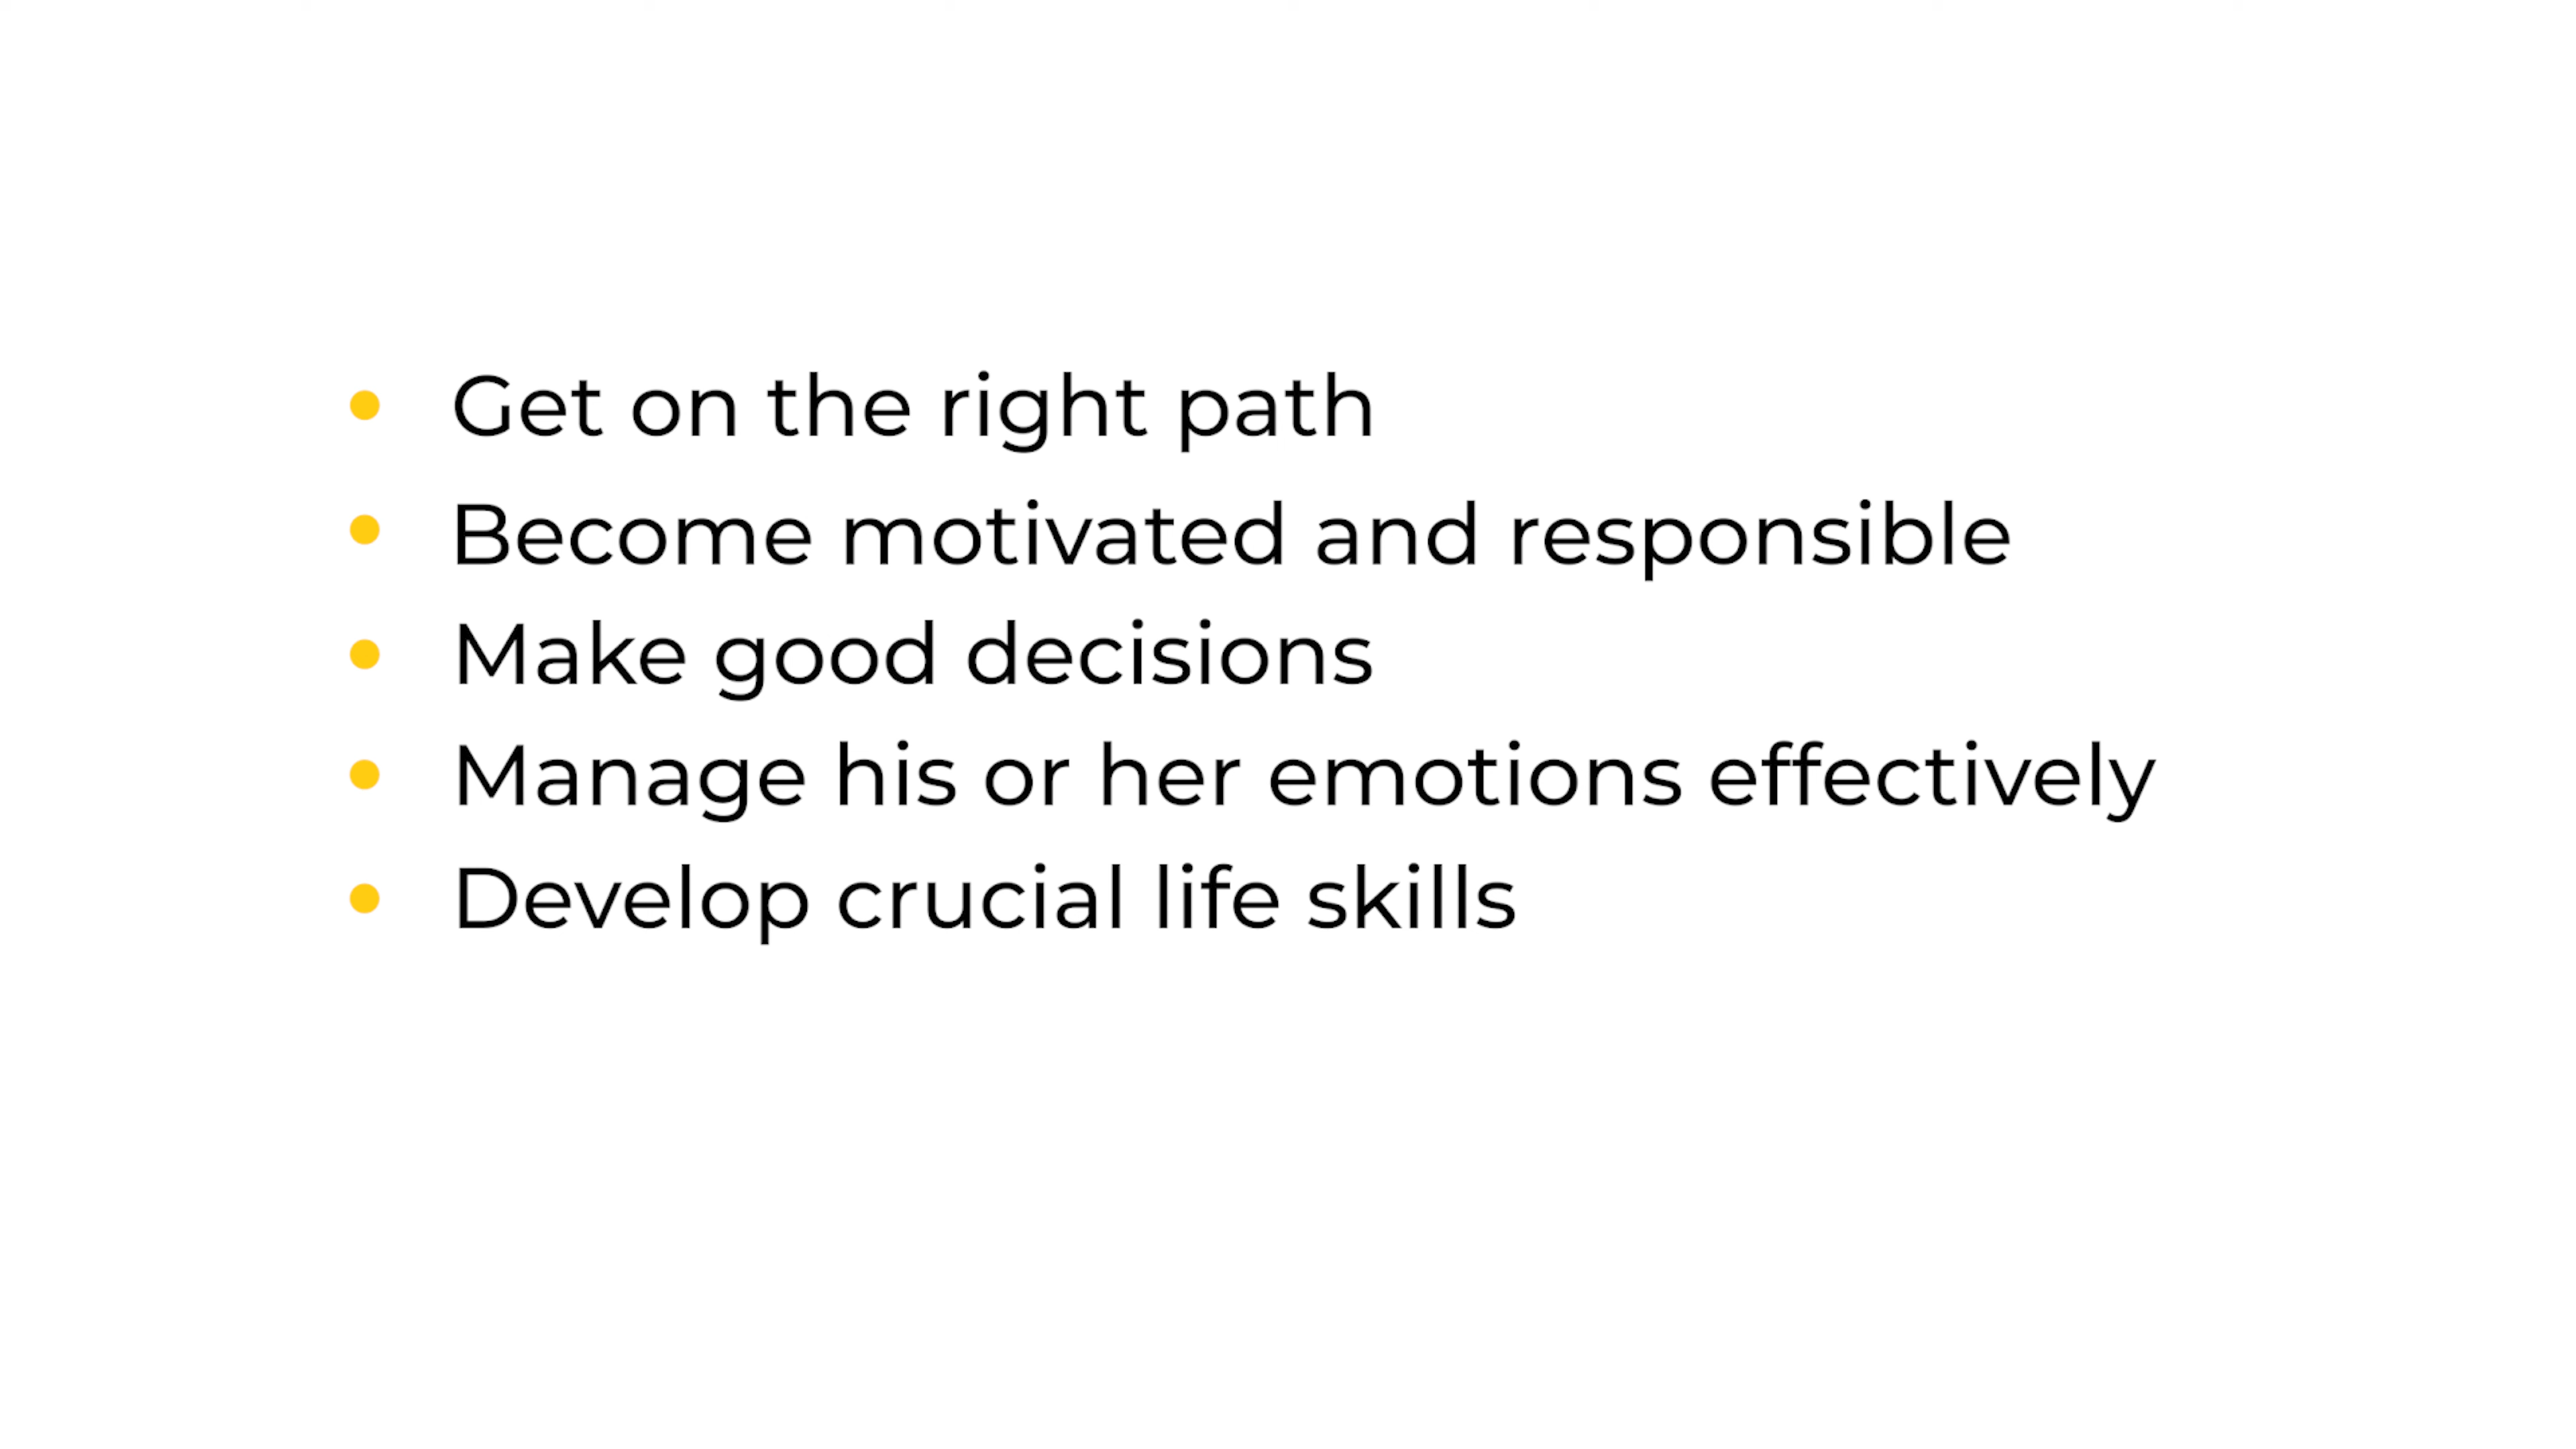 Get on the right path
Become motivated and responsible
Make good decisions
Manage his or her emotions effectively
Develop crucial life skills